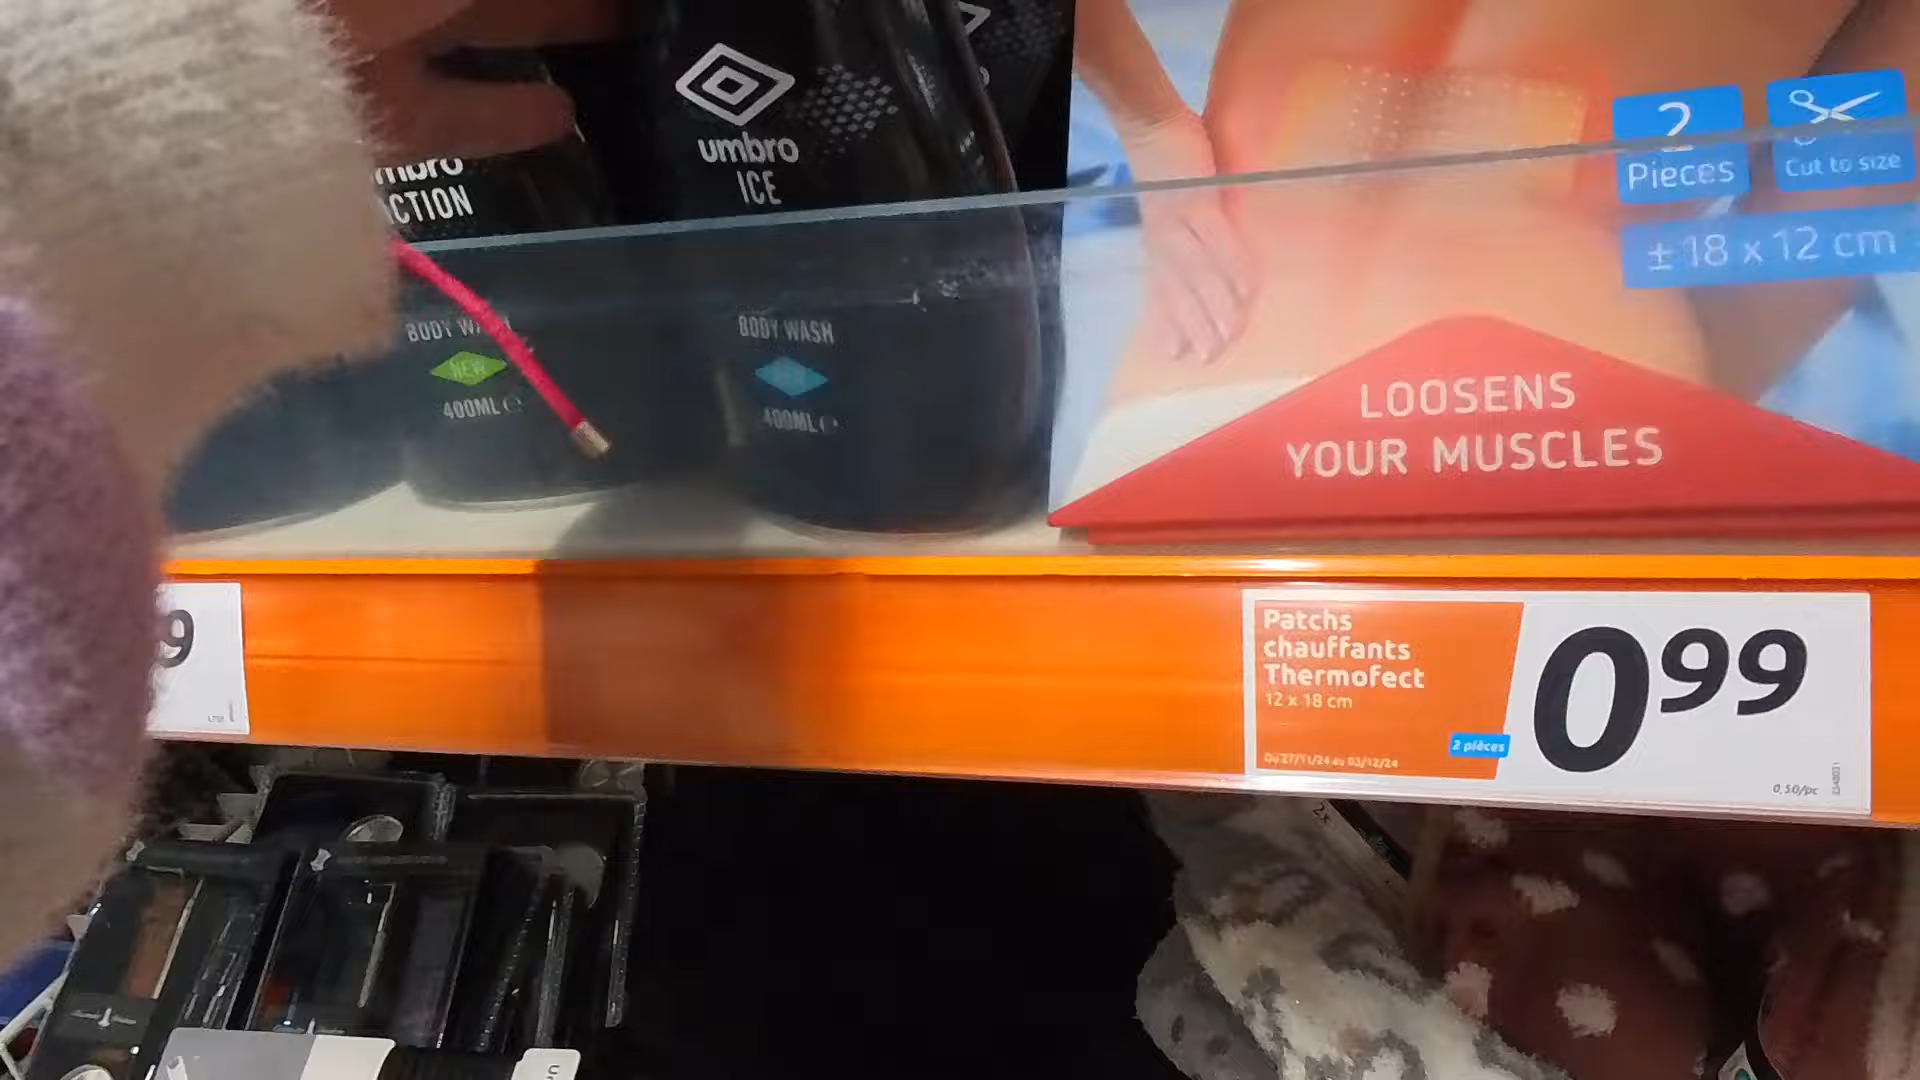 umbro
ICE
mbro
CTION
BODY WASH
NEW
400ML e
BODY WASH
400ML e
2
Pieces
Cut to size
± 18 x 12 cm
LOOSENS
YOUR MUSCLES
9
Patchs
chauffants
Thermofect
12 x 18 cm
2 pièces
Du 27/11/24 au 03/12/24
0.99
0,50/pc